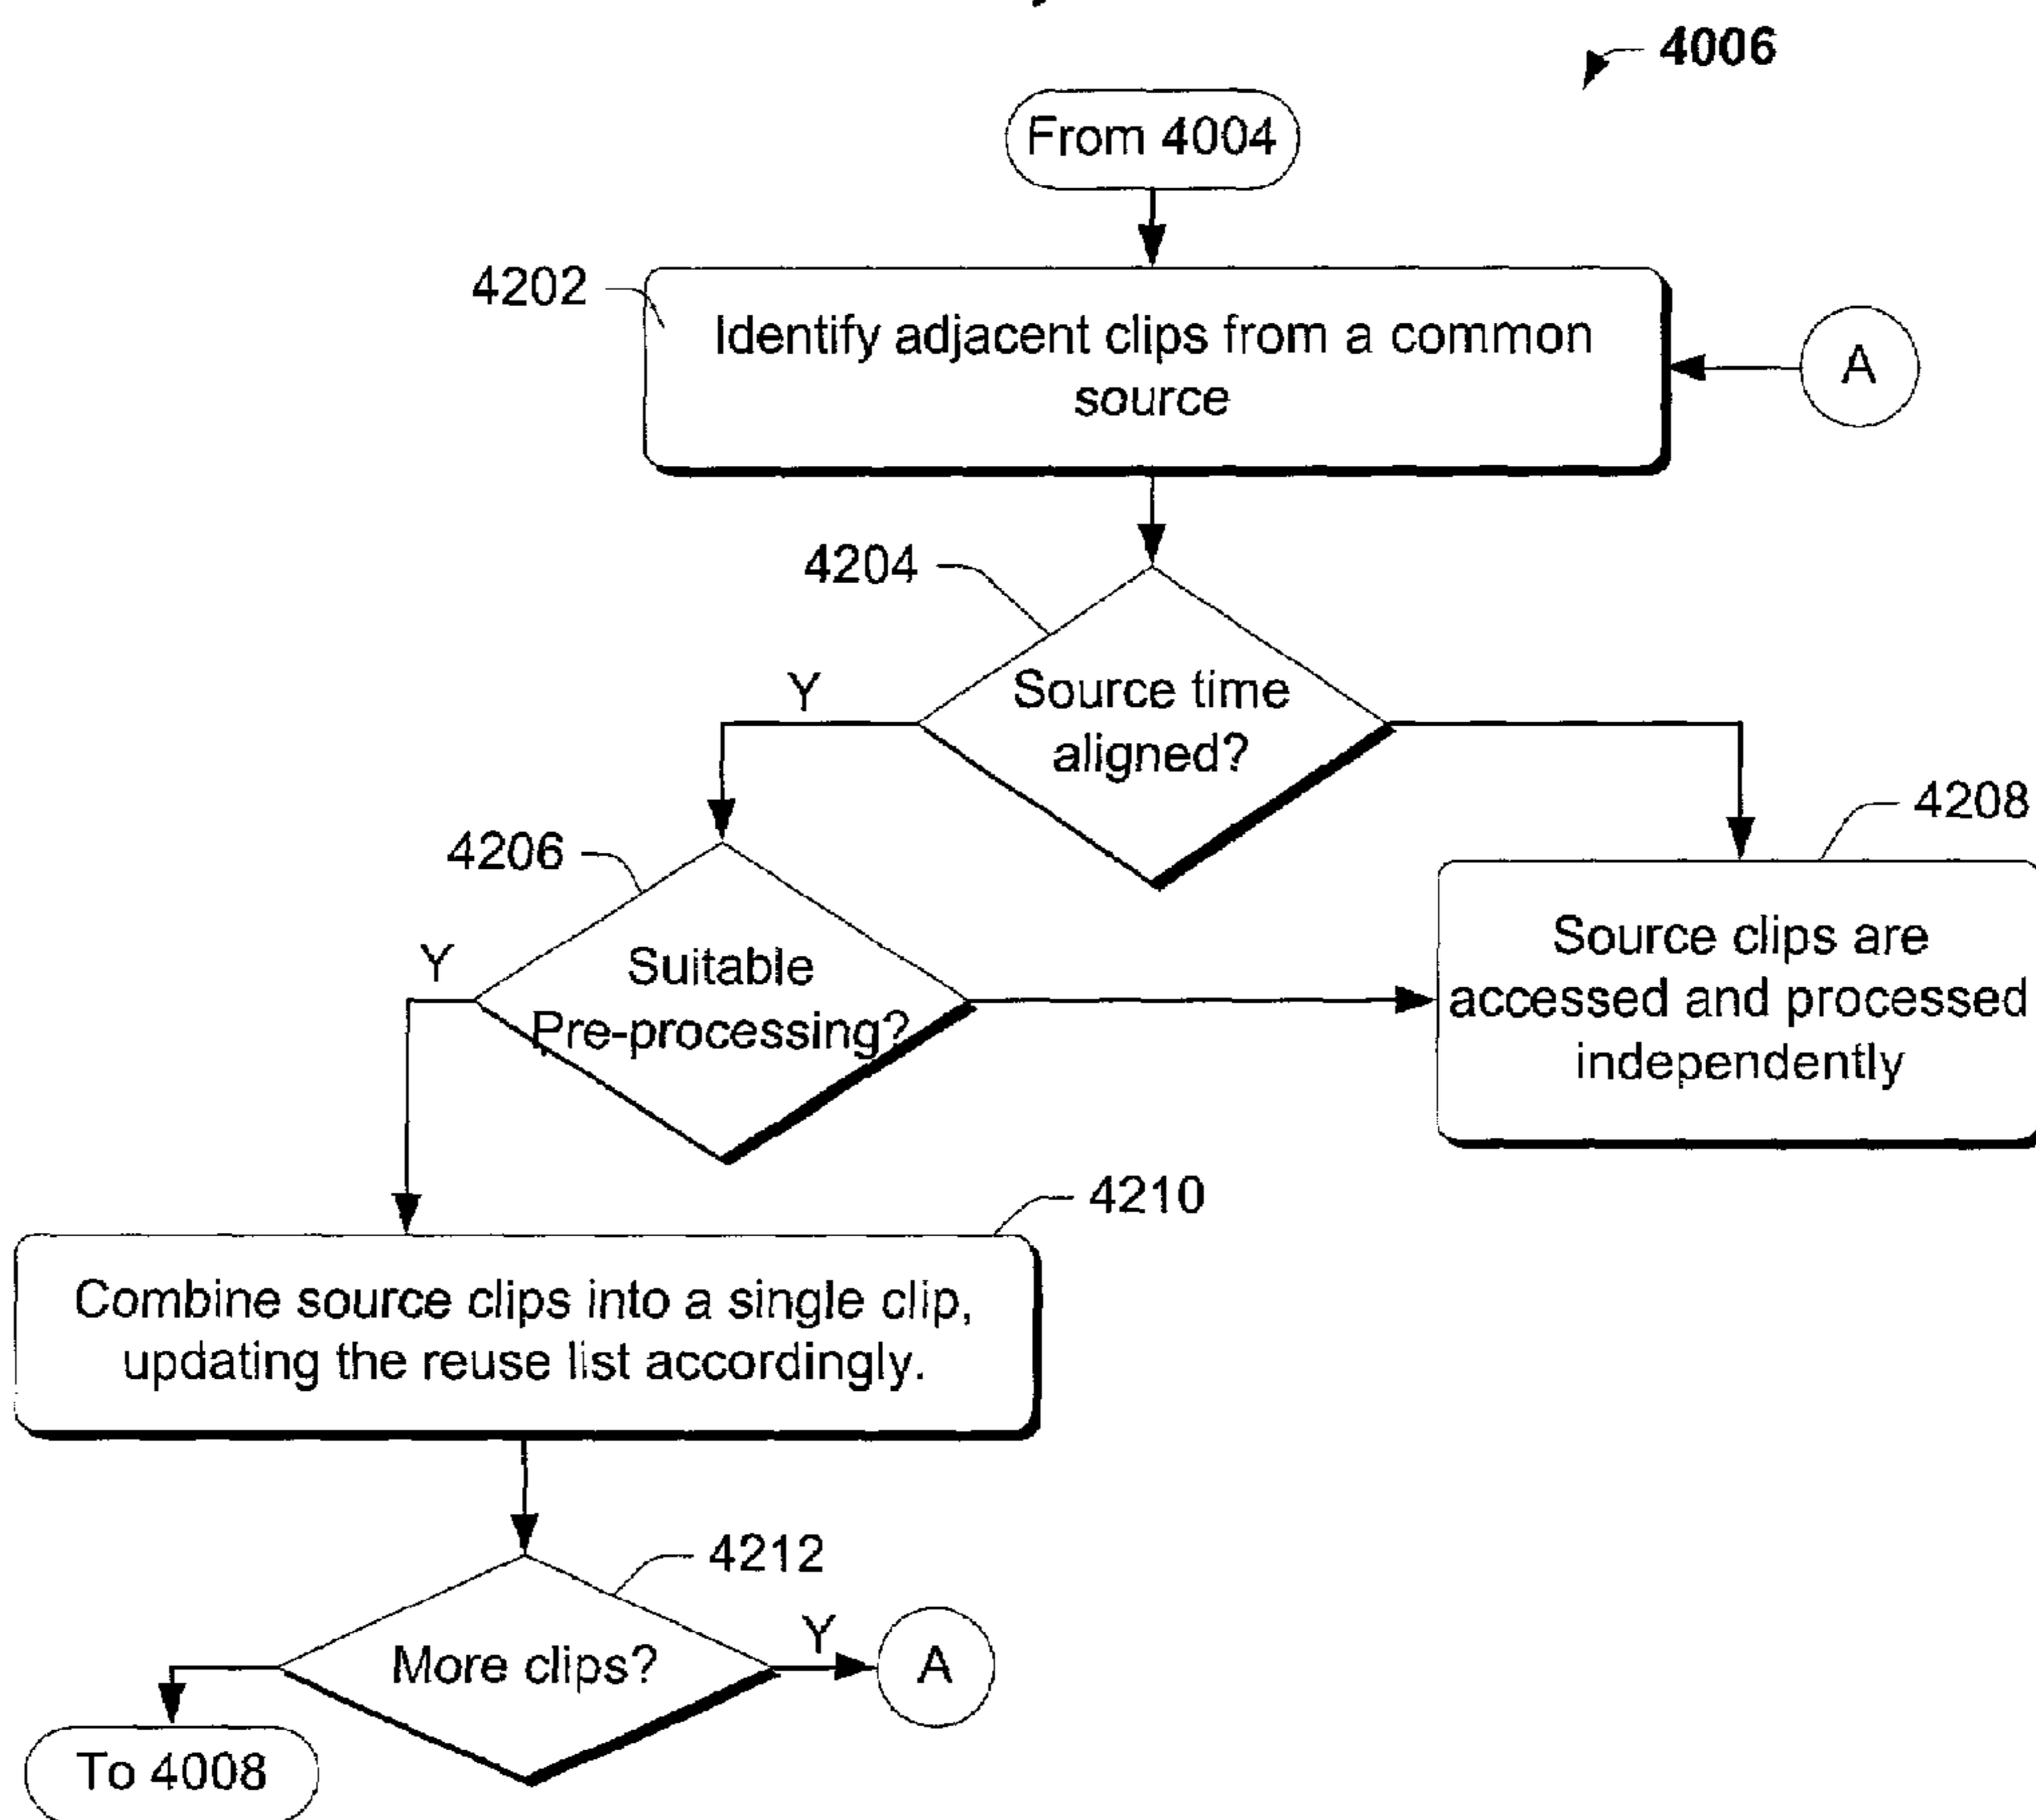 4006
From 4004
4202
Identify adjacent clips from a common
source
A
4204
Y
Source time
aligned?
4206
Y
Suitable
Pre-processing?
4208
Source clips are
accessed and processed
independently
4210
Combine source clips into a single clip,
updating the reuse list accordingly.
4212
More clips?
Y
A
To 4008